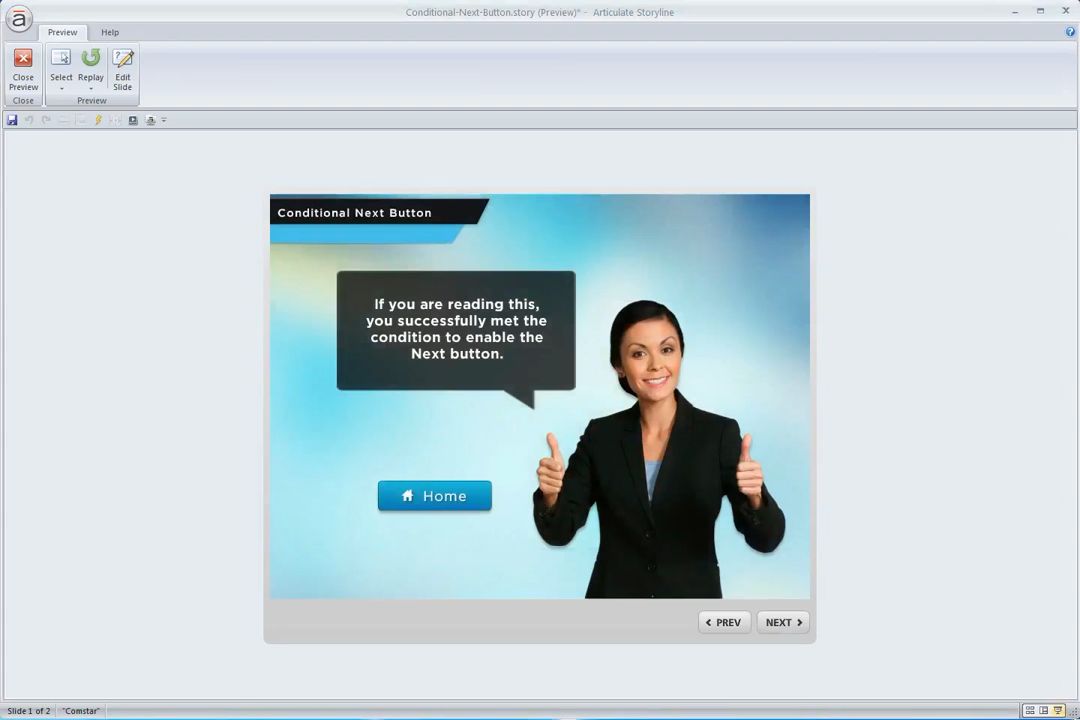 Conditional-Next-Button.story (Preview)* - Articulate Storyline
Preview
Help
Close Preview
Select
Replay
Edit Slide
Close
Preview
Conditional Next Button
If you are reading this,
you successfully met the
condition to enable the
Next button.
Home
PREV
NEXT
Slide 1 of 2
"Comstar"